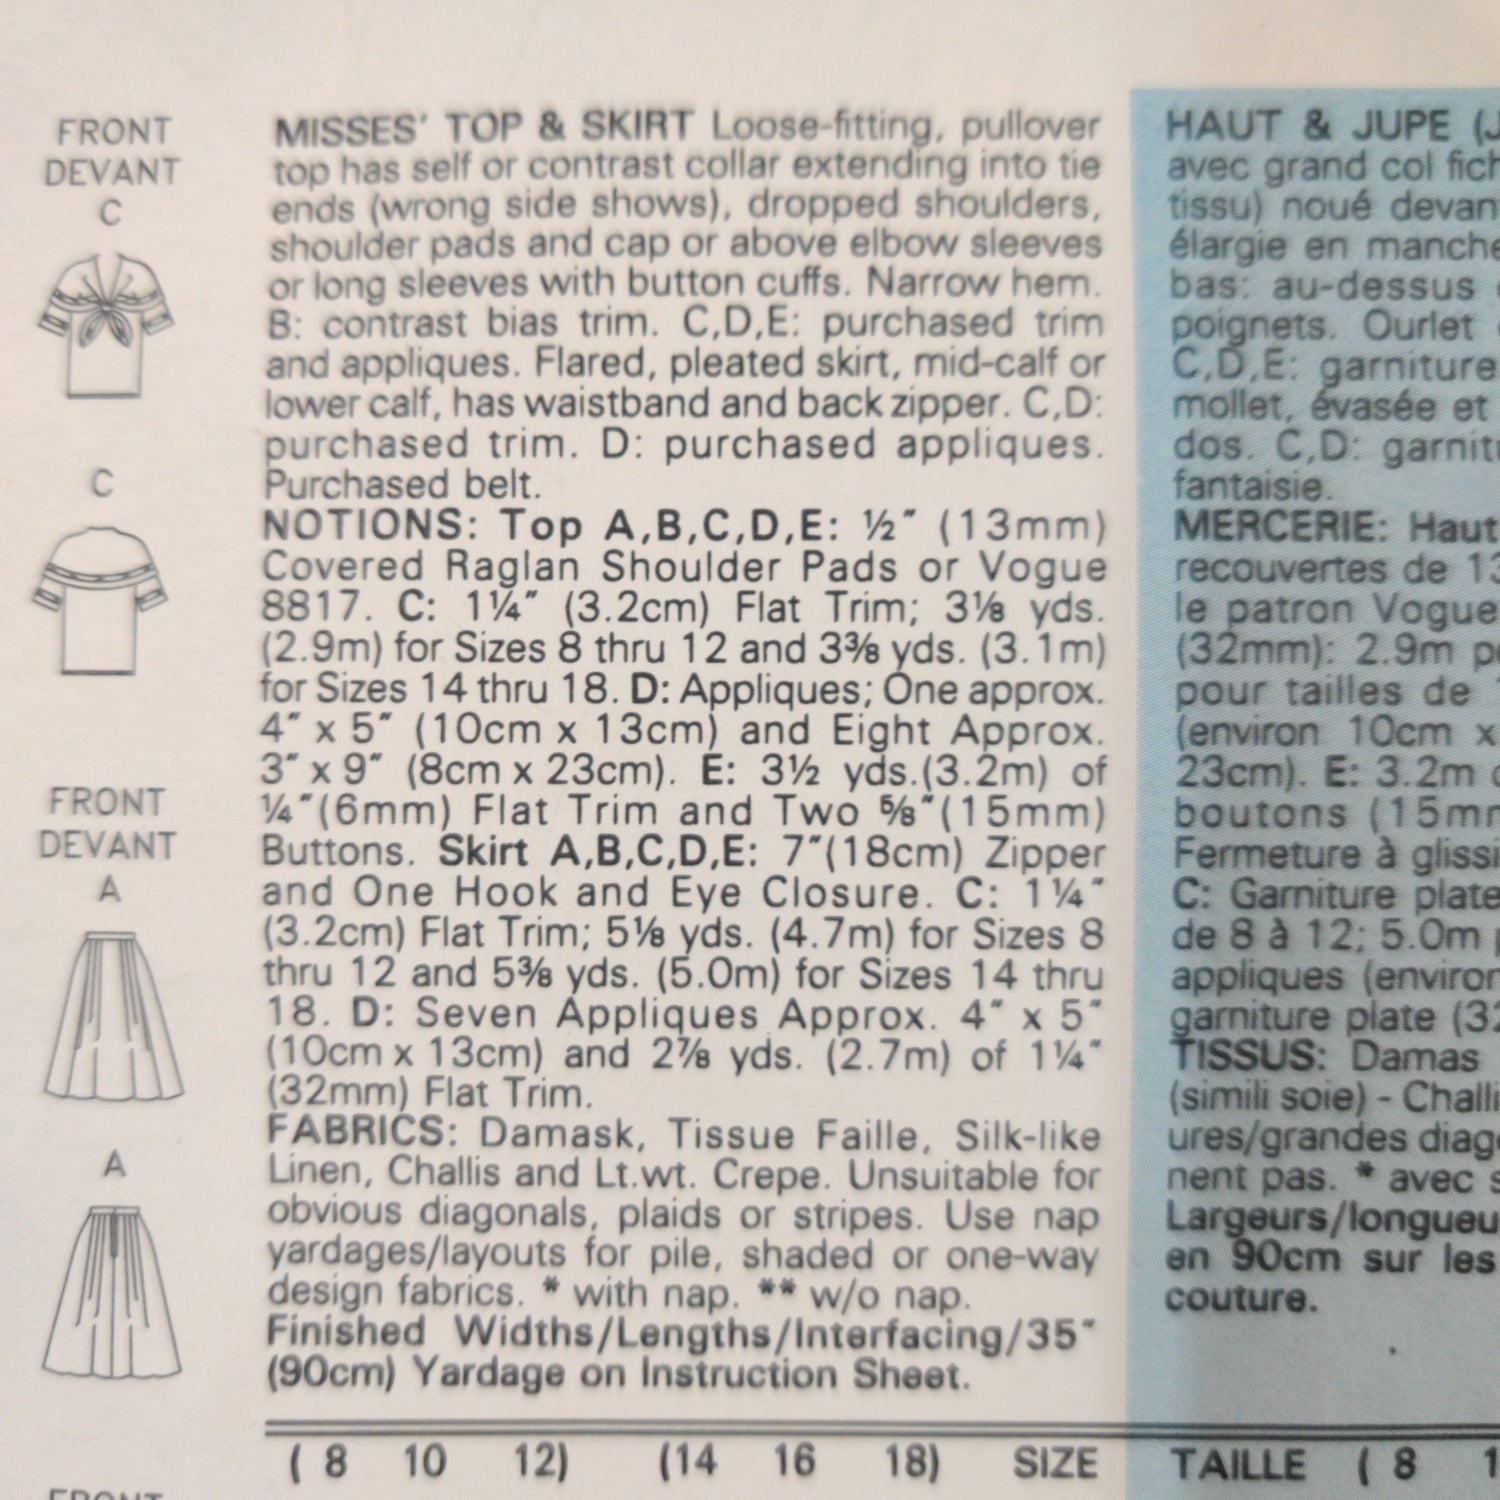 FRONT
DEVANT
C
C
FRONT
DEVANT
A
A
FRONT
MISSES' TOP & SKIRT Loose-fitting, pullover
top has self or contrast collar extending into tie
ends (wrong side shows), dropped shoulders,
shoulder pads and cap or above elbow sleeves
or long sleeves with button cuffs. Narrow hem.
B: contrast bias trim. C,D,E: purchased trim
and appliques. Flared, pleated skirt, mid-calf or
lower calf, has waistband and back zipper. C,D:
purchased trim. D: purchased appliques.
Purchased belt.
NOTIONS: Top A,B,C,D,E: ½" (13mm)
Covered Raglan Shoulder Pads or Vogue
8817. C: 1¼" (3.2cm) Flat Trim; 3⅛ yds.
(2.9m) for Sizes 8 thru 12 and 3⅜ yds. (3.1m)
for Sizes 14 thru 18. D: Appliques; One approx.
4" x 5" (10cm x 13cm) and Eight Approx.
3" x 9" (8cm x 23cm). E: 3½ yds.(3.2m) of
¼"(6mm) Flat Trim and Two ⅝"(15mm)
Buttons. Skirt A,B,C,D,E: 7"(18cm) Zipper
and One Hook and Eye Closure. C: 1¼"
(3.2cm) Flat Trim; 5⅛ yds. (4.7m) for Sizes 8
thru 12 and 5⅜ yds. (5.0m) for Sizes 14 thru
18. D: Seven Appliques Approx. 4" x 5"
(10cm x 13cm) and 2⅞ yds. (2.7m) of 1¼"
(32mm) Flat Trim.
FABRICS: Damask, Tissue Faille, Silk-like
Linen, Challis and Lt.wt. Crepe. Unsuitable for
obvious diagonals, plaids or stripes. Use nap
yardages/layouts for pile, shaded or one-way
design fabrics. * with nap. ** w/o nap.
Finished Widths/Lengths/Interfacing/35"
(90cm) Yardage on Instruction Sheet.
( 8 10 12) (14 16 18) SIZE
HAUT & JUPE (J
avec grand col fich
tissu) noué devan
élargie en manche
bas: au-dessus
poignets. Ourlet
C,D,E: garniture
mollet, évasée et
dos. C,D: garnitu
fantaisie.
MERCERIE: Haut
recouvertes de 13
le patron Vogue
(32mm): 2.9m p
pour tailles de
(environ 10cm x
23cm). E: 3.2m
boutons (15mm
Fermeture à glissi
C: Garniture plate
de 8 à 12; 5.0m p
appliques (environ
garniture plate (32
TISSUS: Damas
(simili soie) - Challi
ures/grandes diago
nent pas. * avec s
Largeurs/longueu
en 90cm sur les
couture.
TAILLE ( 8 1